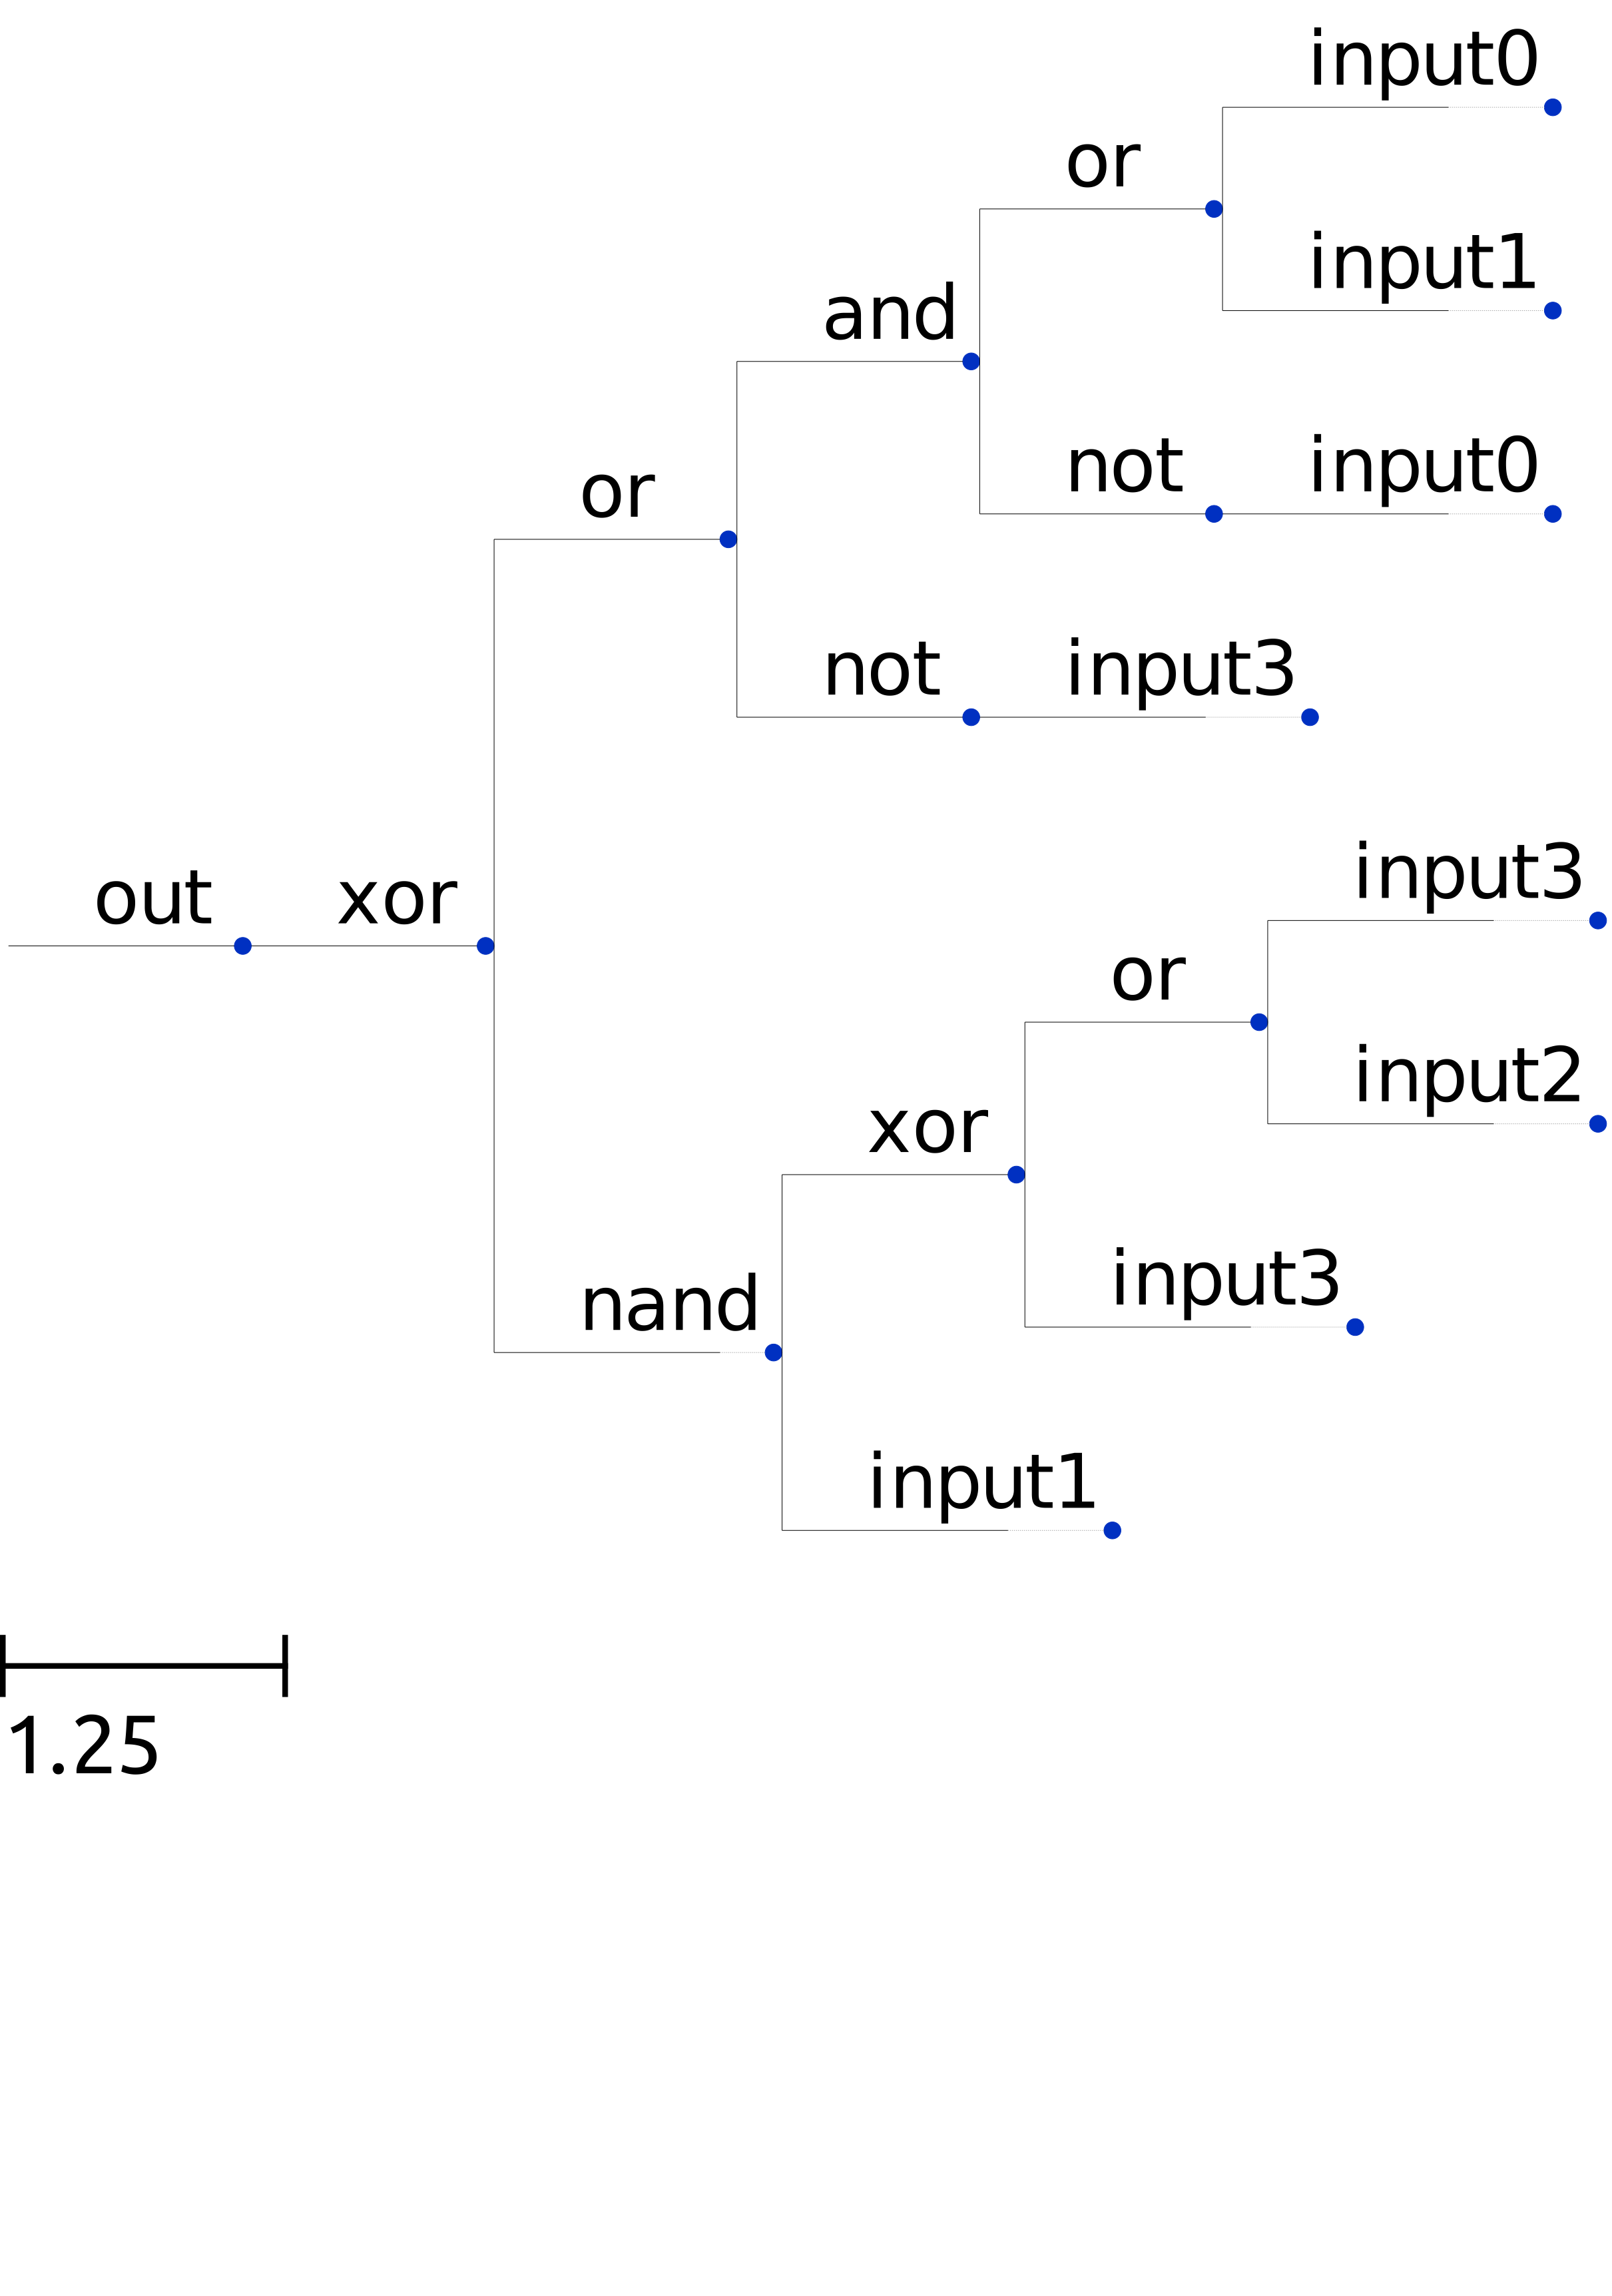 input0
or
input1
and
not input0
or
not input3
input3
out xor
or
input2
xor
input3
nand
input1
1.25